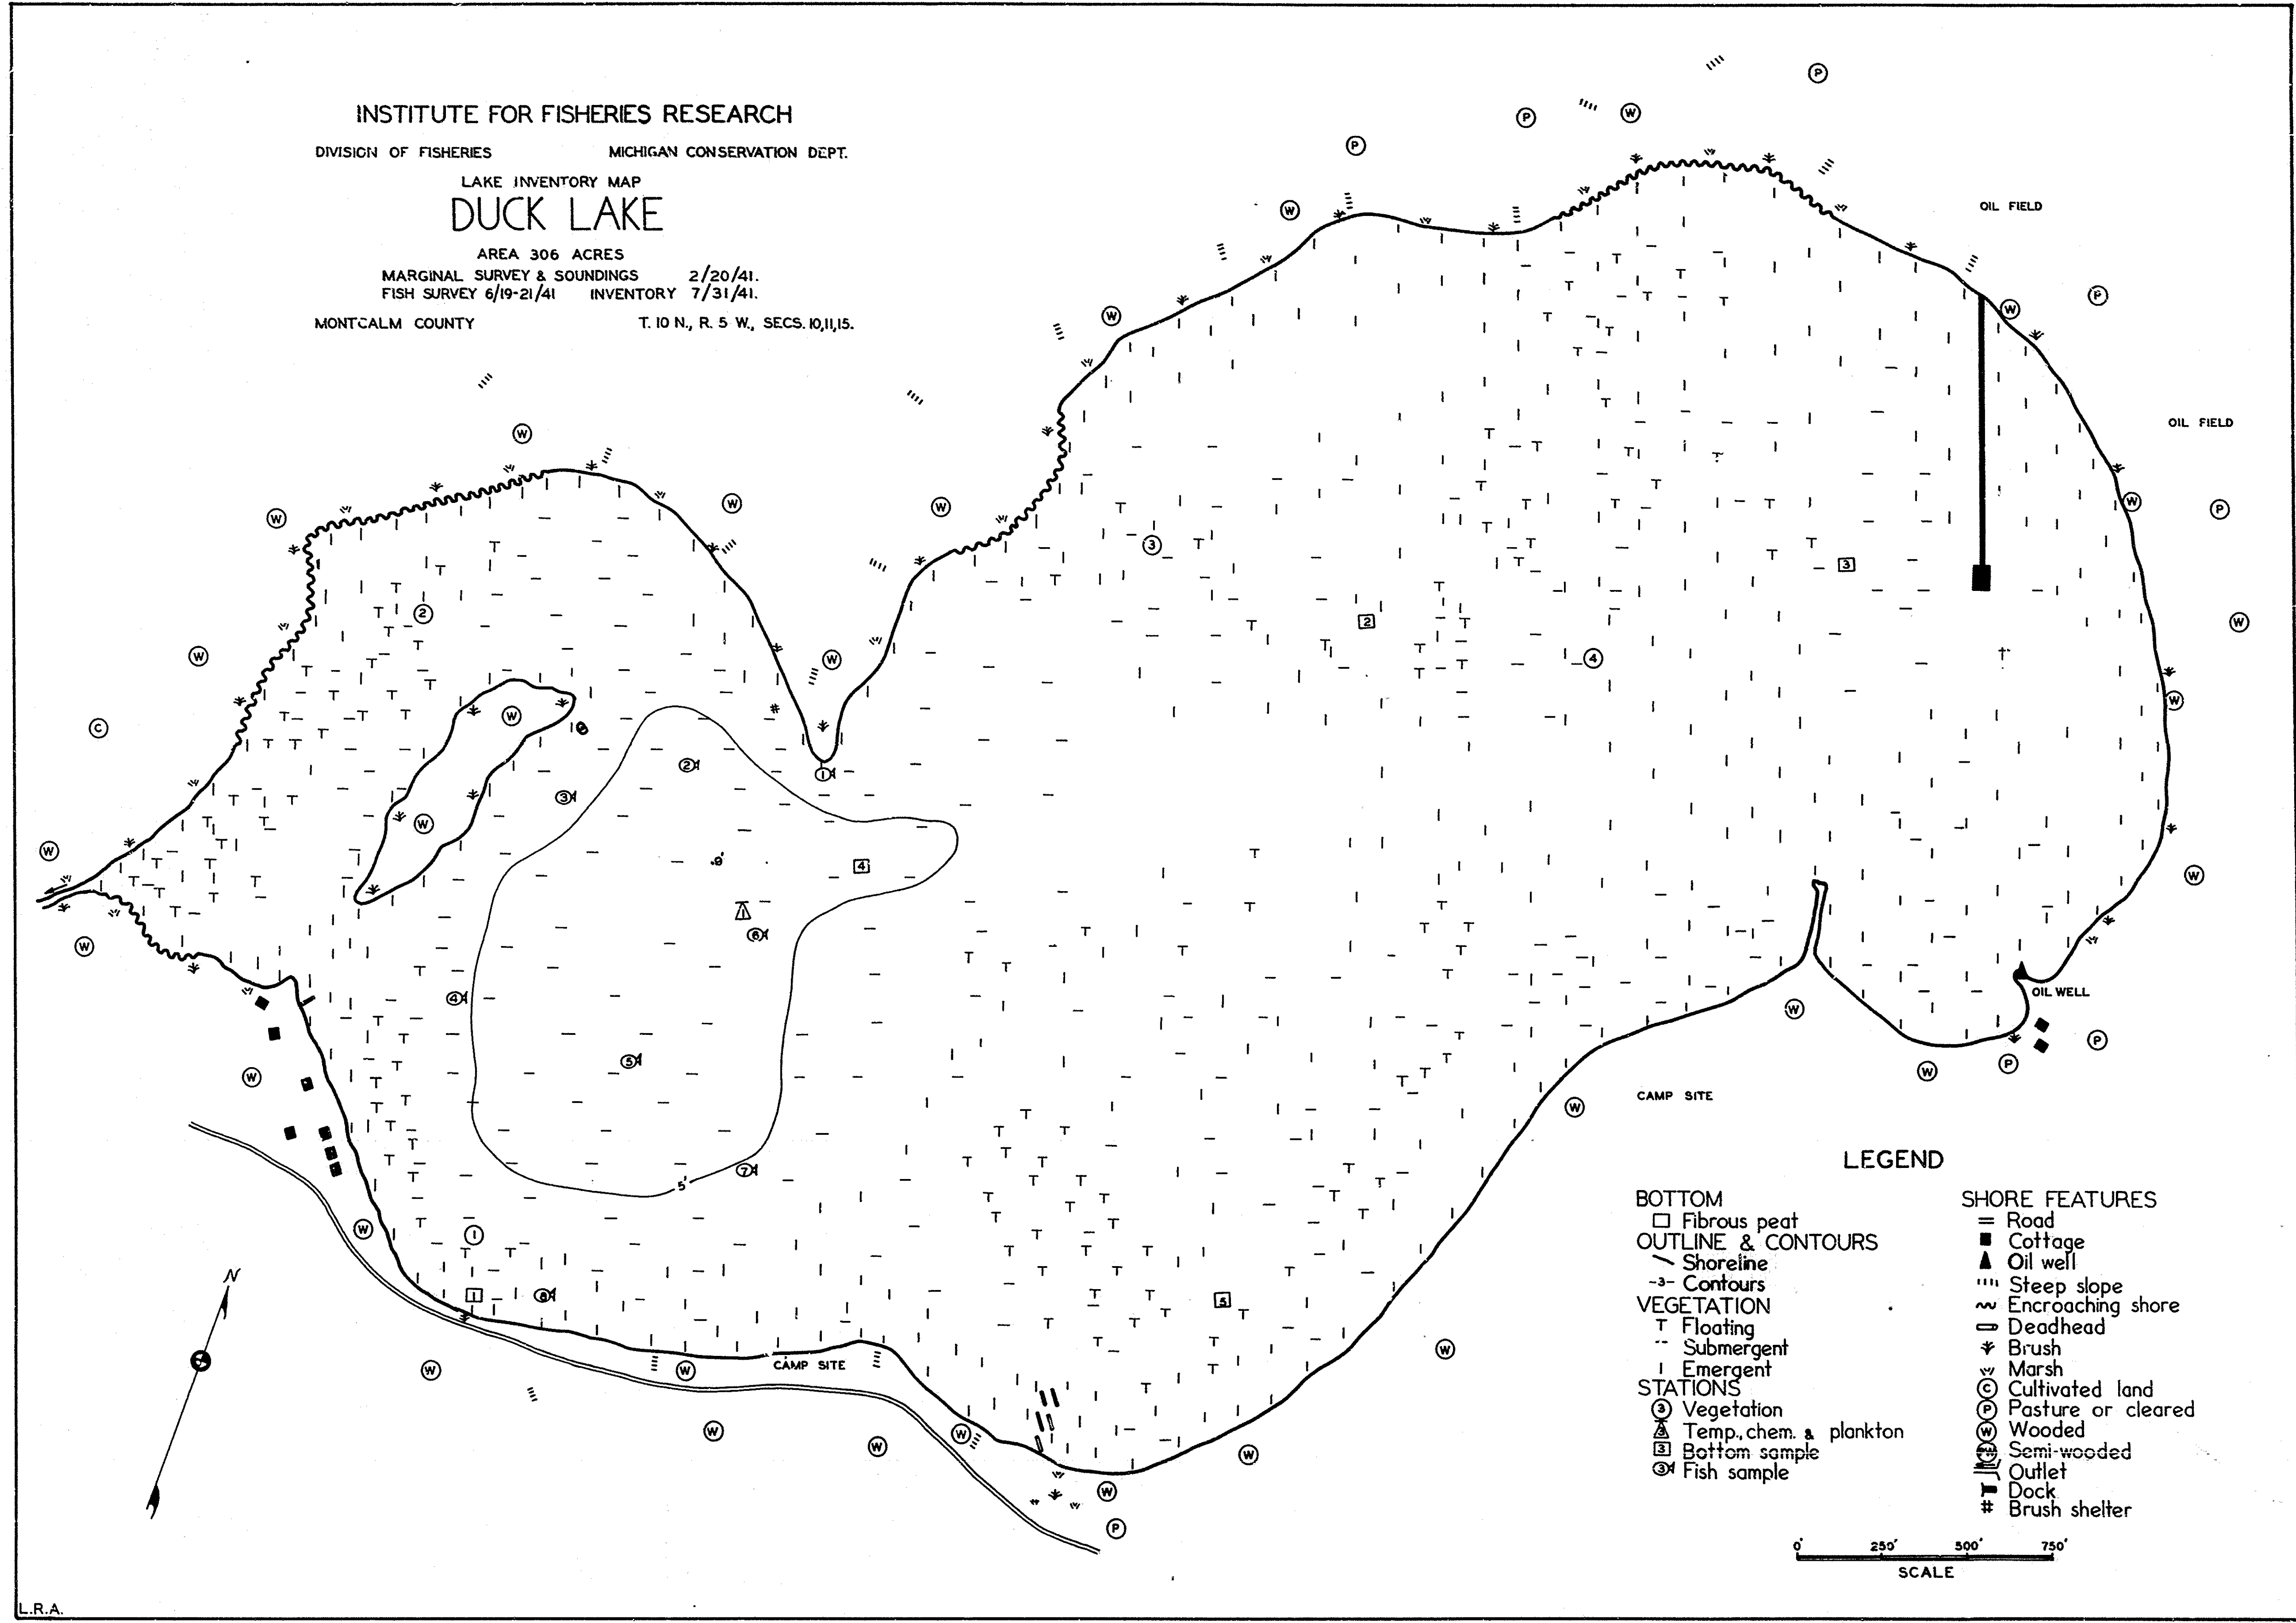 INSTITUTE FOR FISHERIES RESEARCH
DIVISION OF FISHERIES MICHIGAN CONSERVATION DEPT.
LAKE INVENTORY MAP
DUCK LAKE
AREA 306 ACRES
MARGINAL SURVEY & SOUNDINGS 2/20/41.
FISH SURVEY 6/19-21/41 INVENTORY 7/31/41.
MONTCALM COUNTY T. 10 N., R. 5 W., SECS. 10,11,15.
OIL FIELD
OIL FIELD
OIL WELL
CAMP SITE
CAMP SITE
9'
5'
N
LEGEND
BOTTOM
Fibrous peat
OUTLINE & CONTOURS
Shoreline
-3- Contours
VEGETATION
T Floating
-- Submergent
I Emergent
STATIONS
3 Vegetation
3 Temp., chem. & plankton
3 Bottom sample
3 Fish sample
SHORE FEATURES
Road
Cottage
Oil well
Steep slope
Encroaching shore
Deadhead
Brush
Marsh
C Cultivated land
P Pasture or cleared
W Wooded
Semi-wooded
Outlet
Dock
# Brush shelter
0' 250' 500' 750'
SCALE
L.R.A.